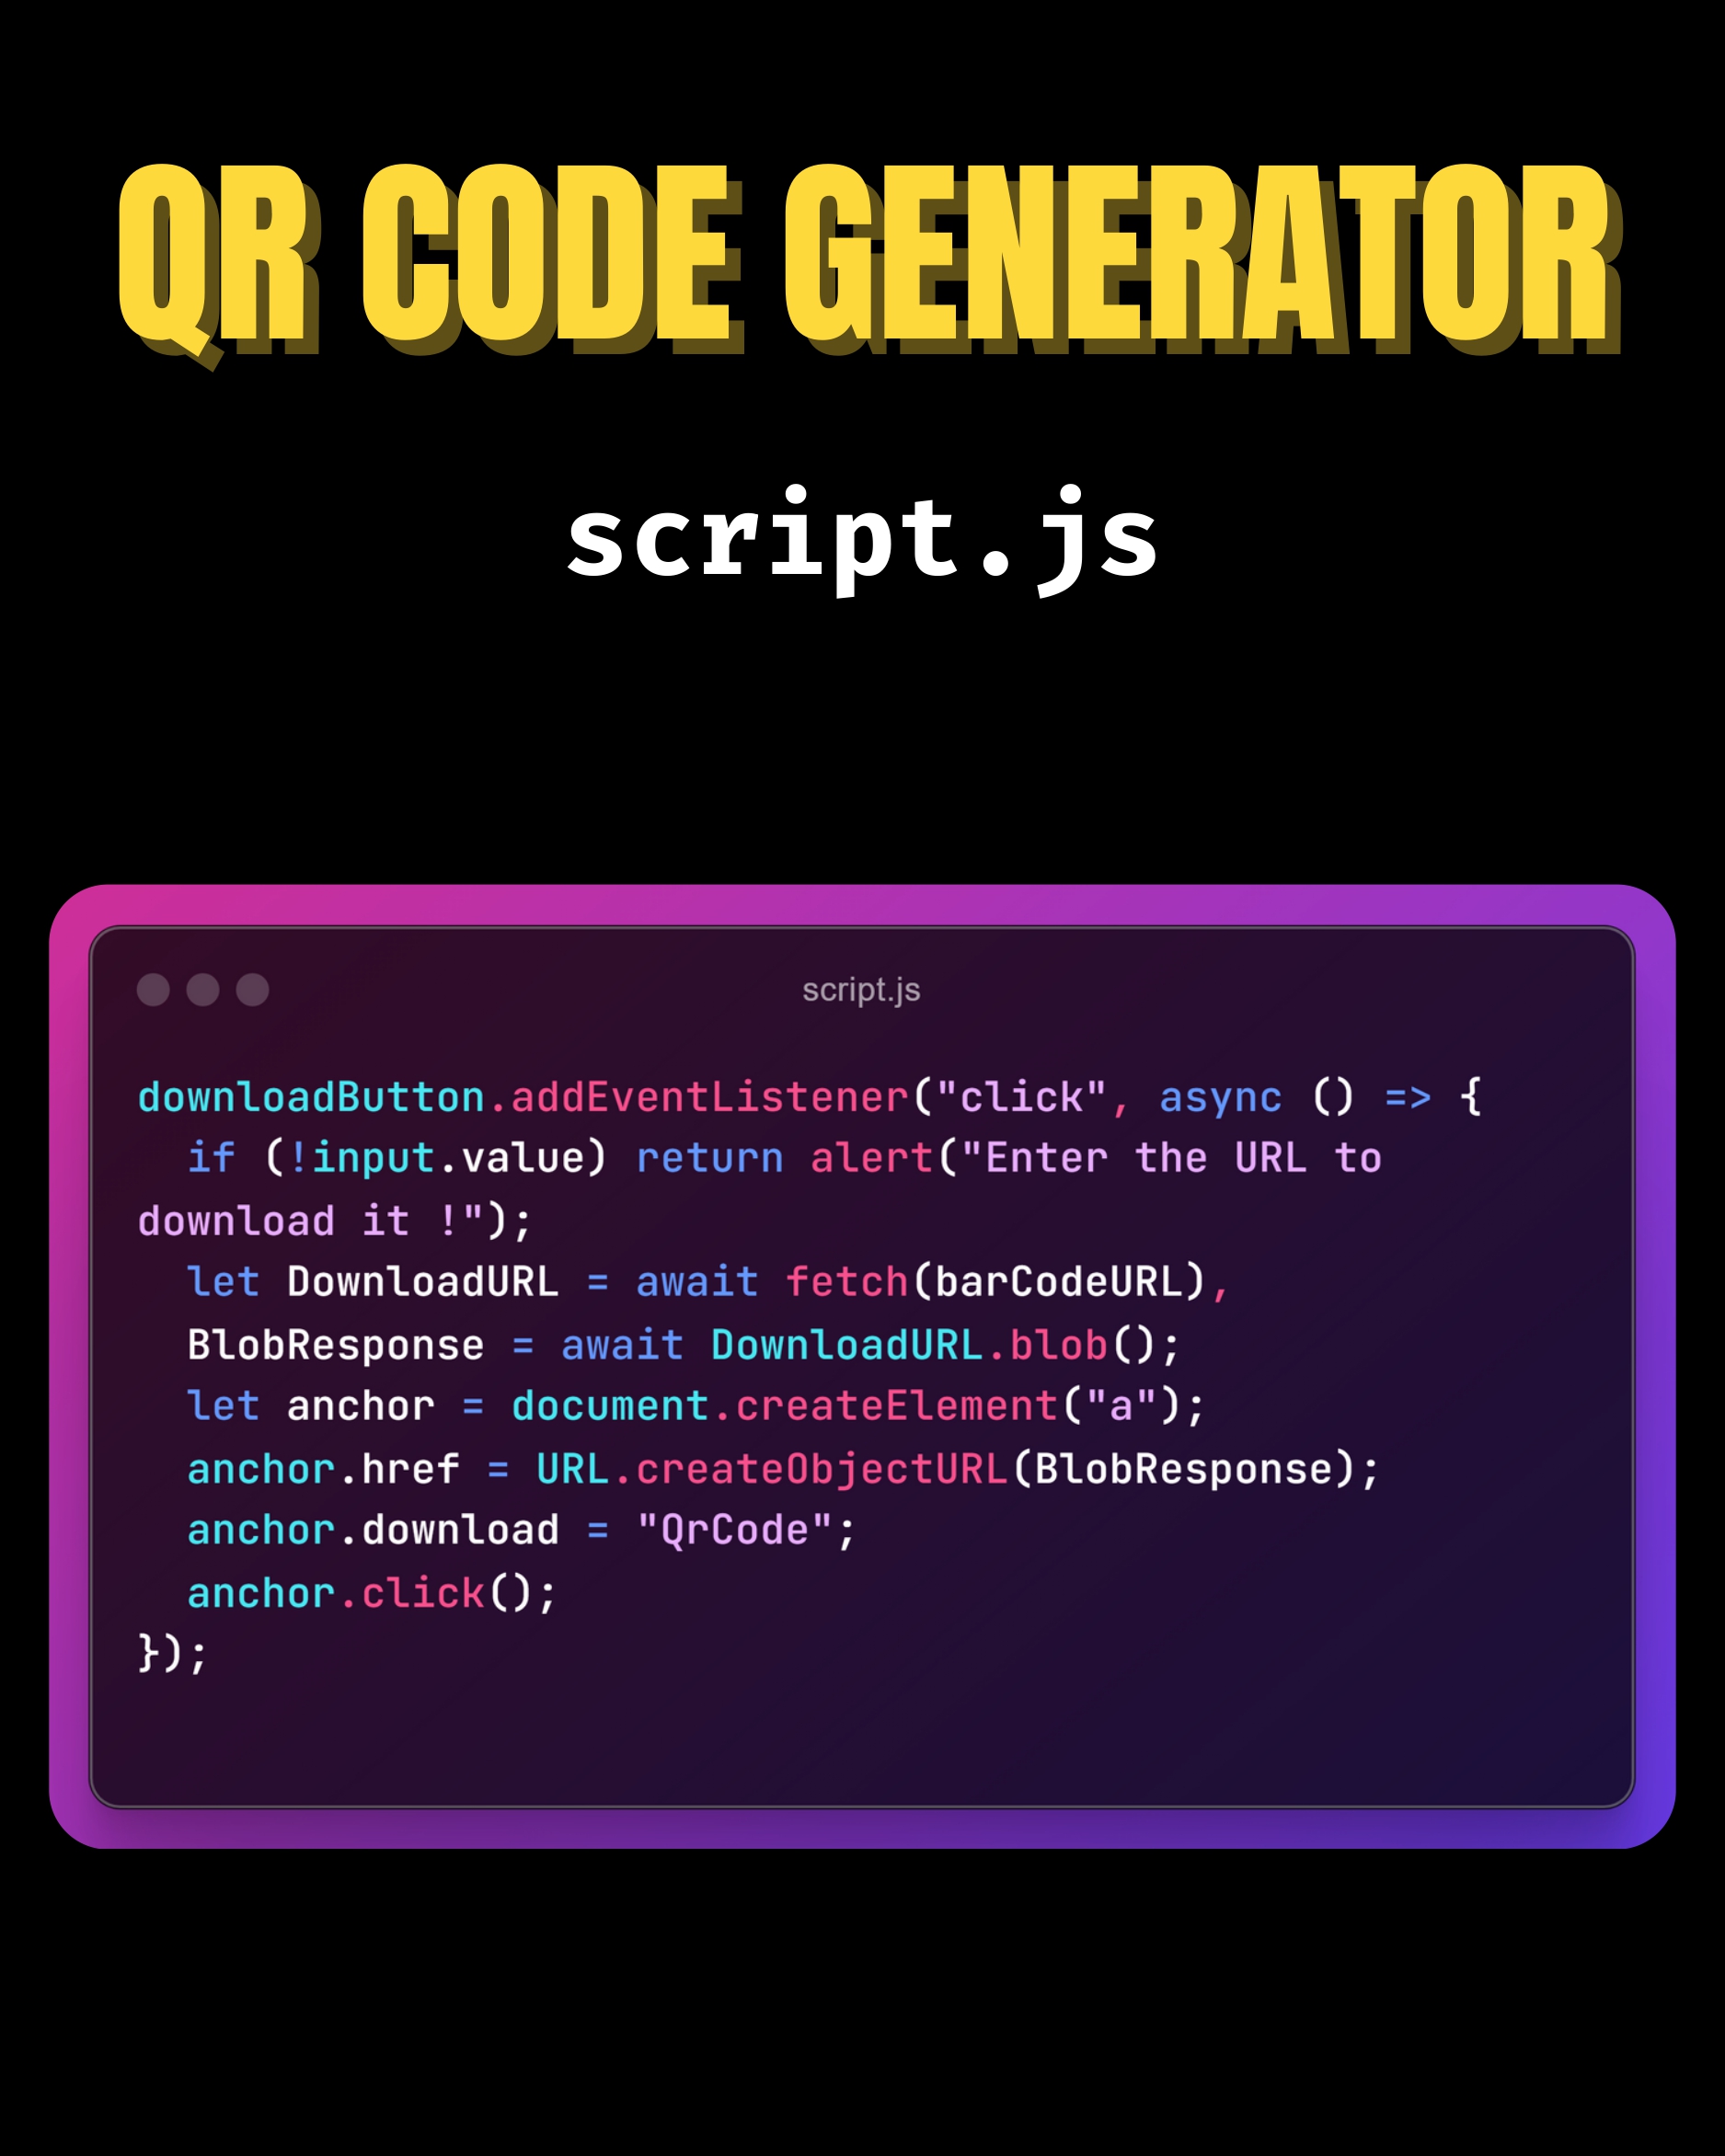 QR CODE GENERATOR
script.js
script.js
downloadButton.addEventListener("click", async () => {
  if (!input.value) return alert("Enter the URL to
download it !");
  let DownloadURL = await fetch(barCodeURL),
  BlobResponse = await DownloadURL.blob();
  let anchor = document.createElement("a");
  anchor.href = URL.createObjectURL(BlobResponse);
  anchor.download = "QrCode";
  anchor.click();
});